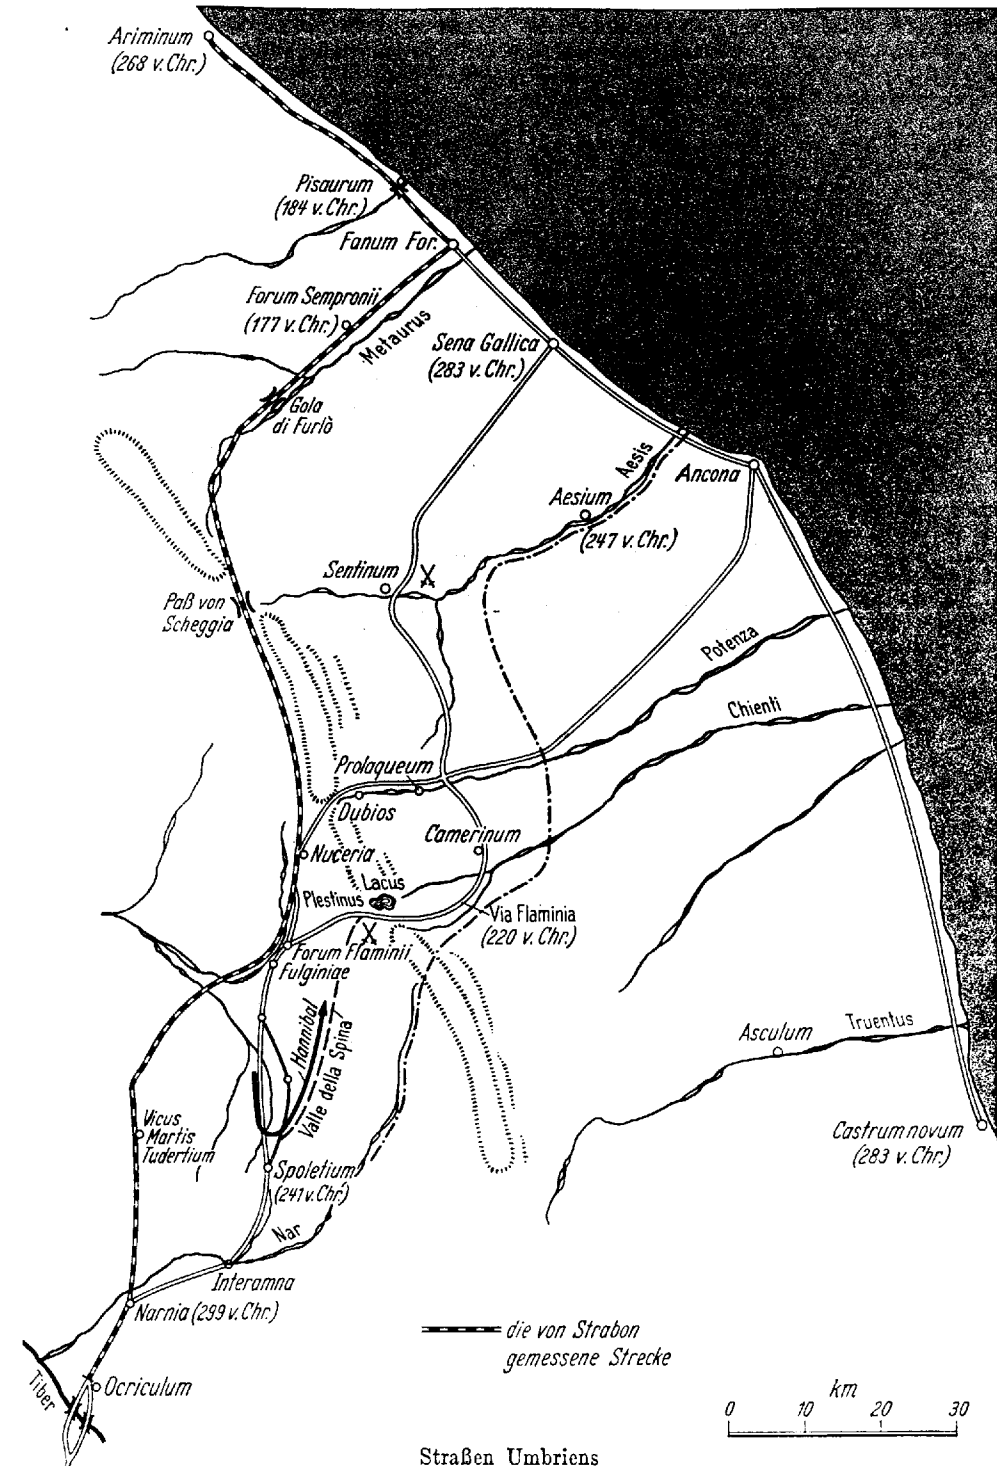 Ariminum
(268 v.Chr.)
Pisaurum
(184 v.Chr.)
Fanum For.
Forum Sempronii
(177 v.Chr.)
Metaurus
Sena Gallica
(283 v.Chr.)
Gola
di Furlò
Aesis
Ancona
Aesium
(247 v.Chr.)
Sentinum
Paß von
Scheggia
Potenza
Chienti
Prolaqueum
Dubios
Camerinum
Nuceria
Lacus
Plestinus
Via Flaminia
(220 v.Chr.)
Forum Flaminii
Fulginiae
Hannibal
Valle della Spina
Asculum
Truentus
Vicus
Martis
Tudertium
Castrum novum
(283 v.Chr.)
Spoletium
(241 v.Chr.)
Nar
Interamna
Narnia (299 v.Chr.)
die von Strabon
gemessene Strecke
Tiber
Ocriculum
km
0 10 20 30
Straßen Umbriens